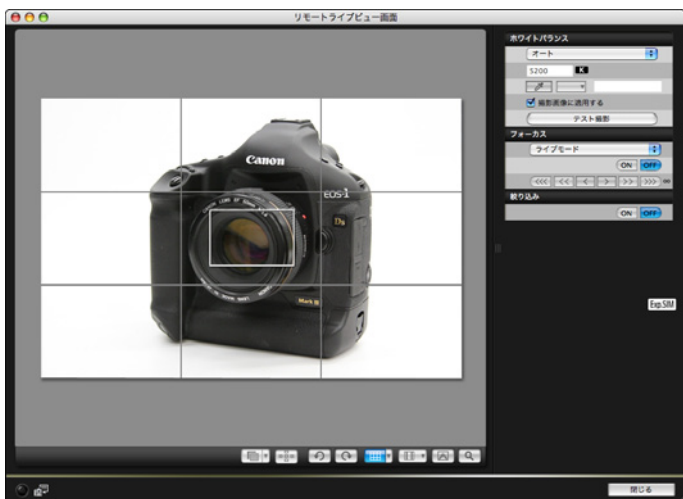 リモートライブビュー画面
ホワイトバランス
オート
5200 K
撮影画像に適用する
テスト撮影
フォーカス
ライブモード
ON OFF
<<< << < > >> >>> ∞
絞り込み
ON OFF
Exp.SIM
Canon
EOS-1
Ds
Mark III
閉じる